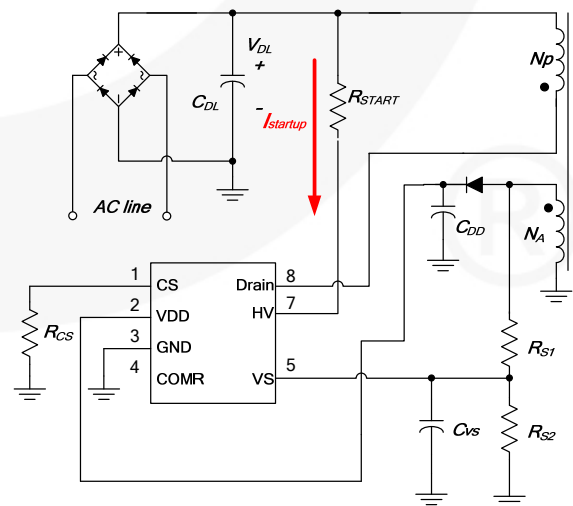 V_DL
+
C_DL
-
I_startup
R_START
Np
+
-
~
~
AC line
C_DD
N_A
1
2
3
4
CS
VDD
GND
COMR
Drain
HV
VS
8
7
5
R_CS
R_S1
Cvs
R_S2
®